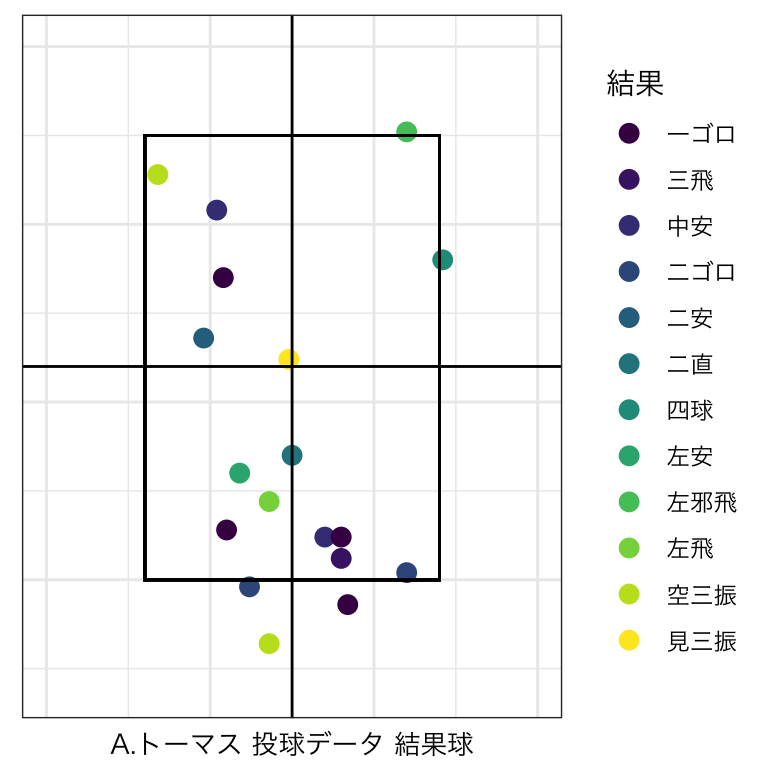 結果
一ゴロ
三飛
中安
二ゴロ
二安
二直
四球
左安
左邪飛
左飛
空三振
見三振
A.トーマス 投球データ 結果球